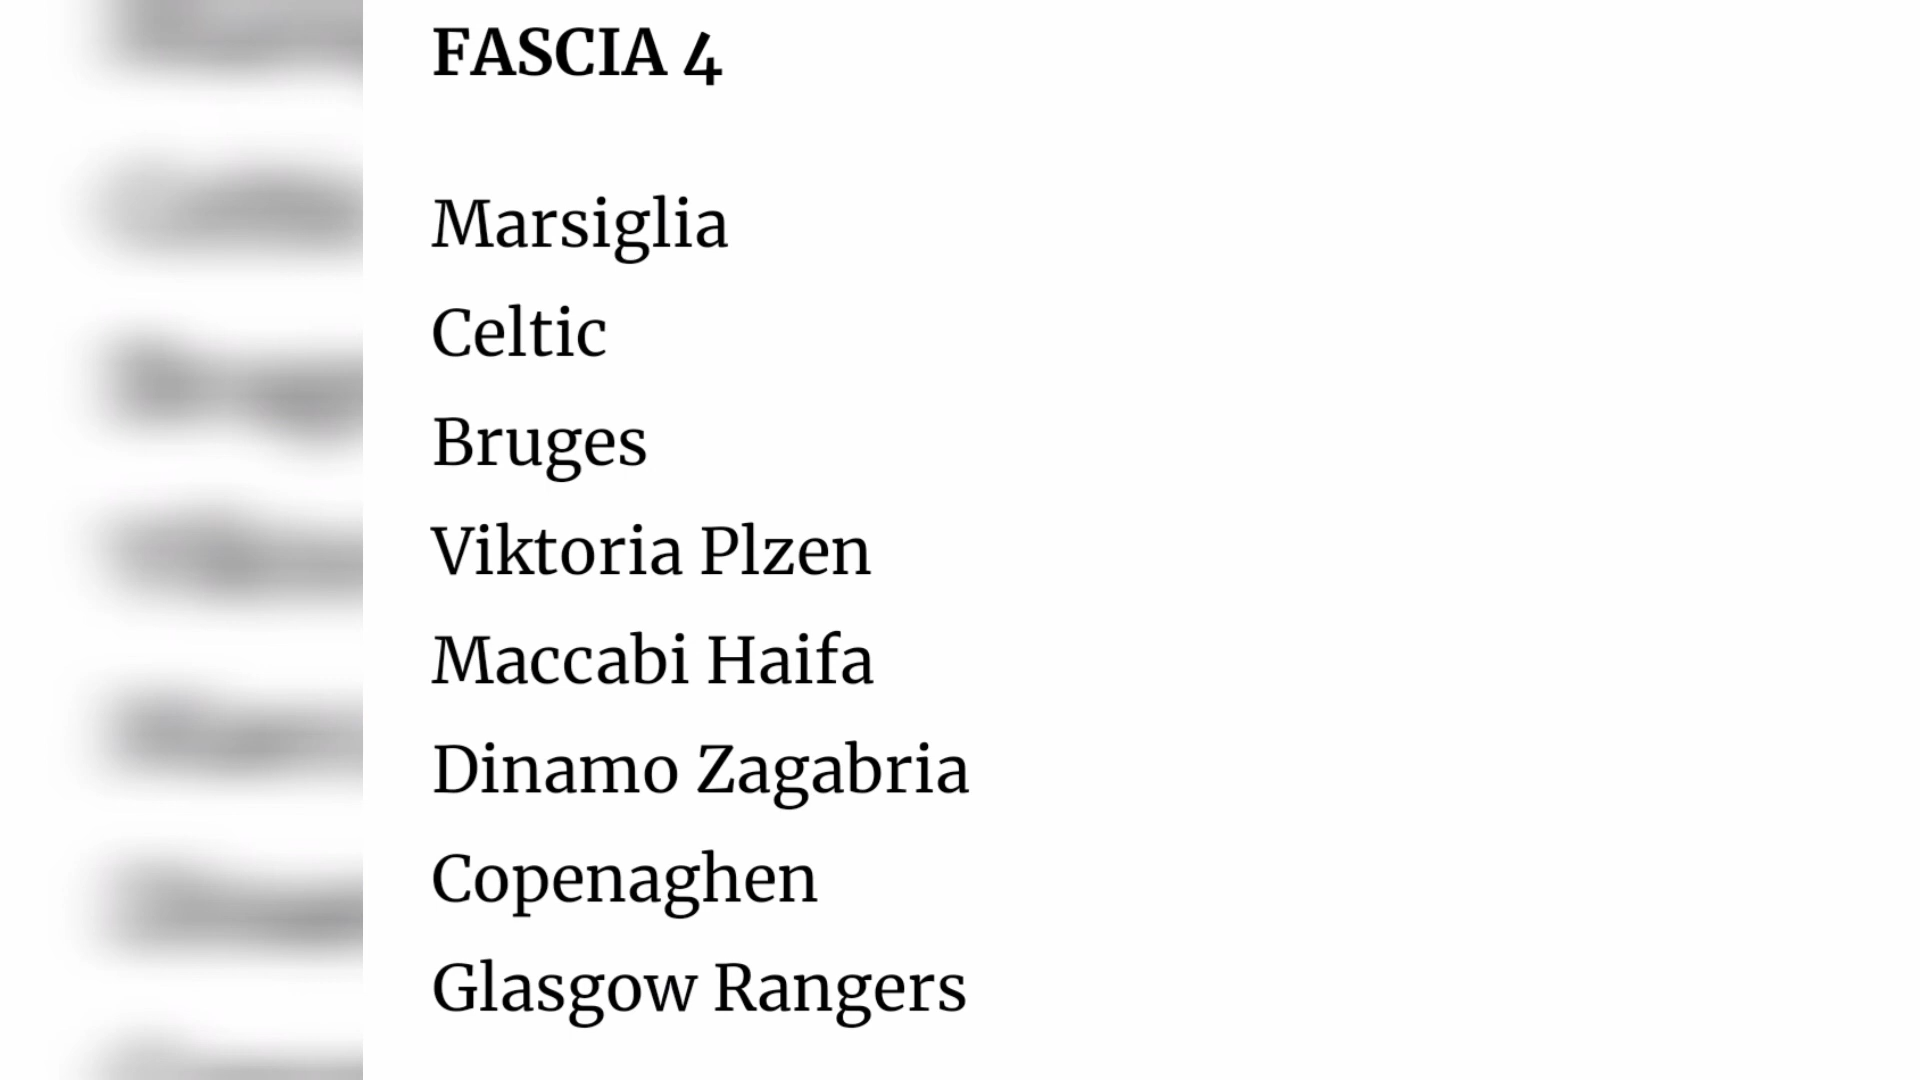 FASCIA 4
Marsiglia
Celtic
Bruges
Viktoria Plzen
Maccabi Haifa
Dinamo Zagabria
Copenaghen
Glasgow Rangers